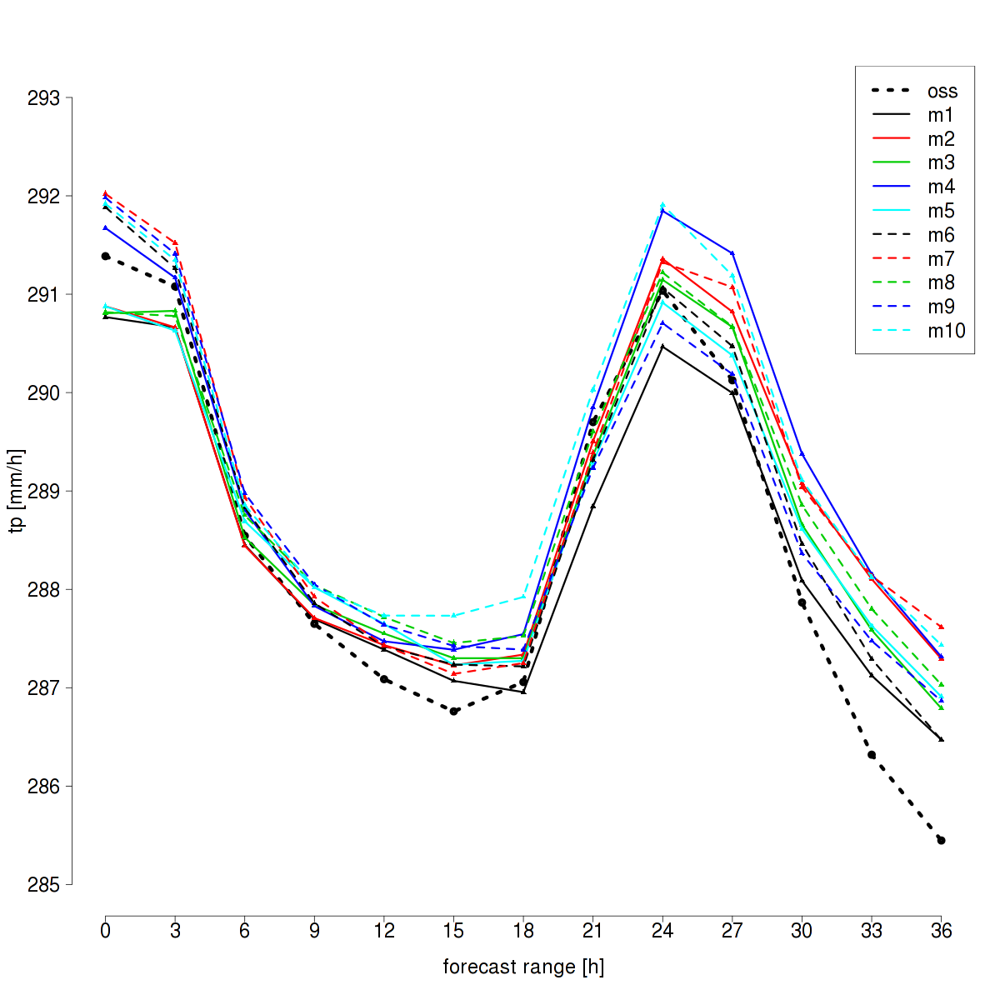 oss
m1
m2
m3
m4
m5
m6
m7
m8
m9
m10
293
292
291
290
289
288
287
286
285
tp [mm/h]
0 3 6 9 12 15 18 21 24 27 30 33 36
forecast range [h]